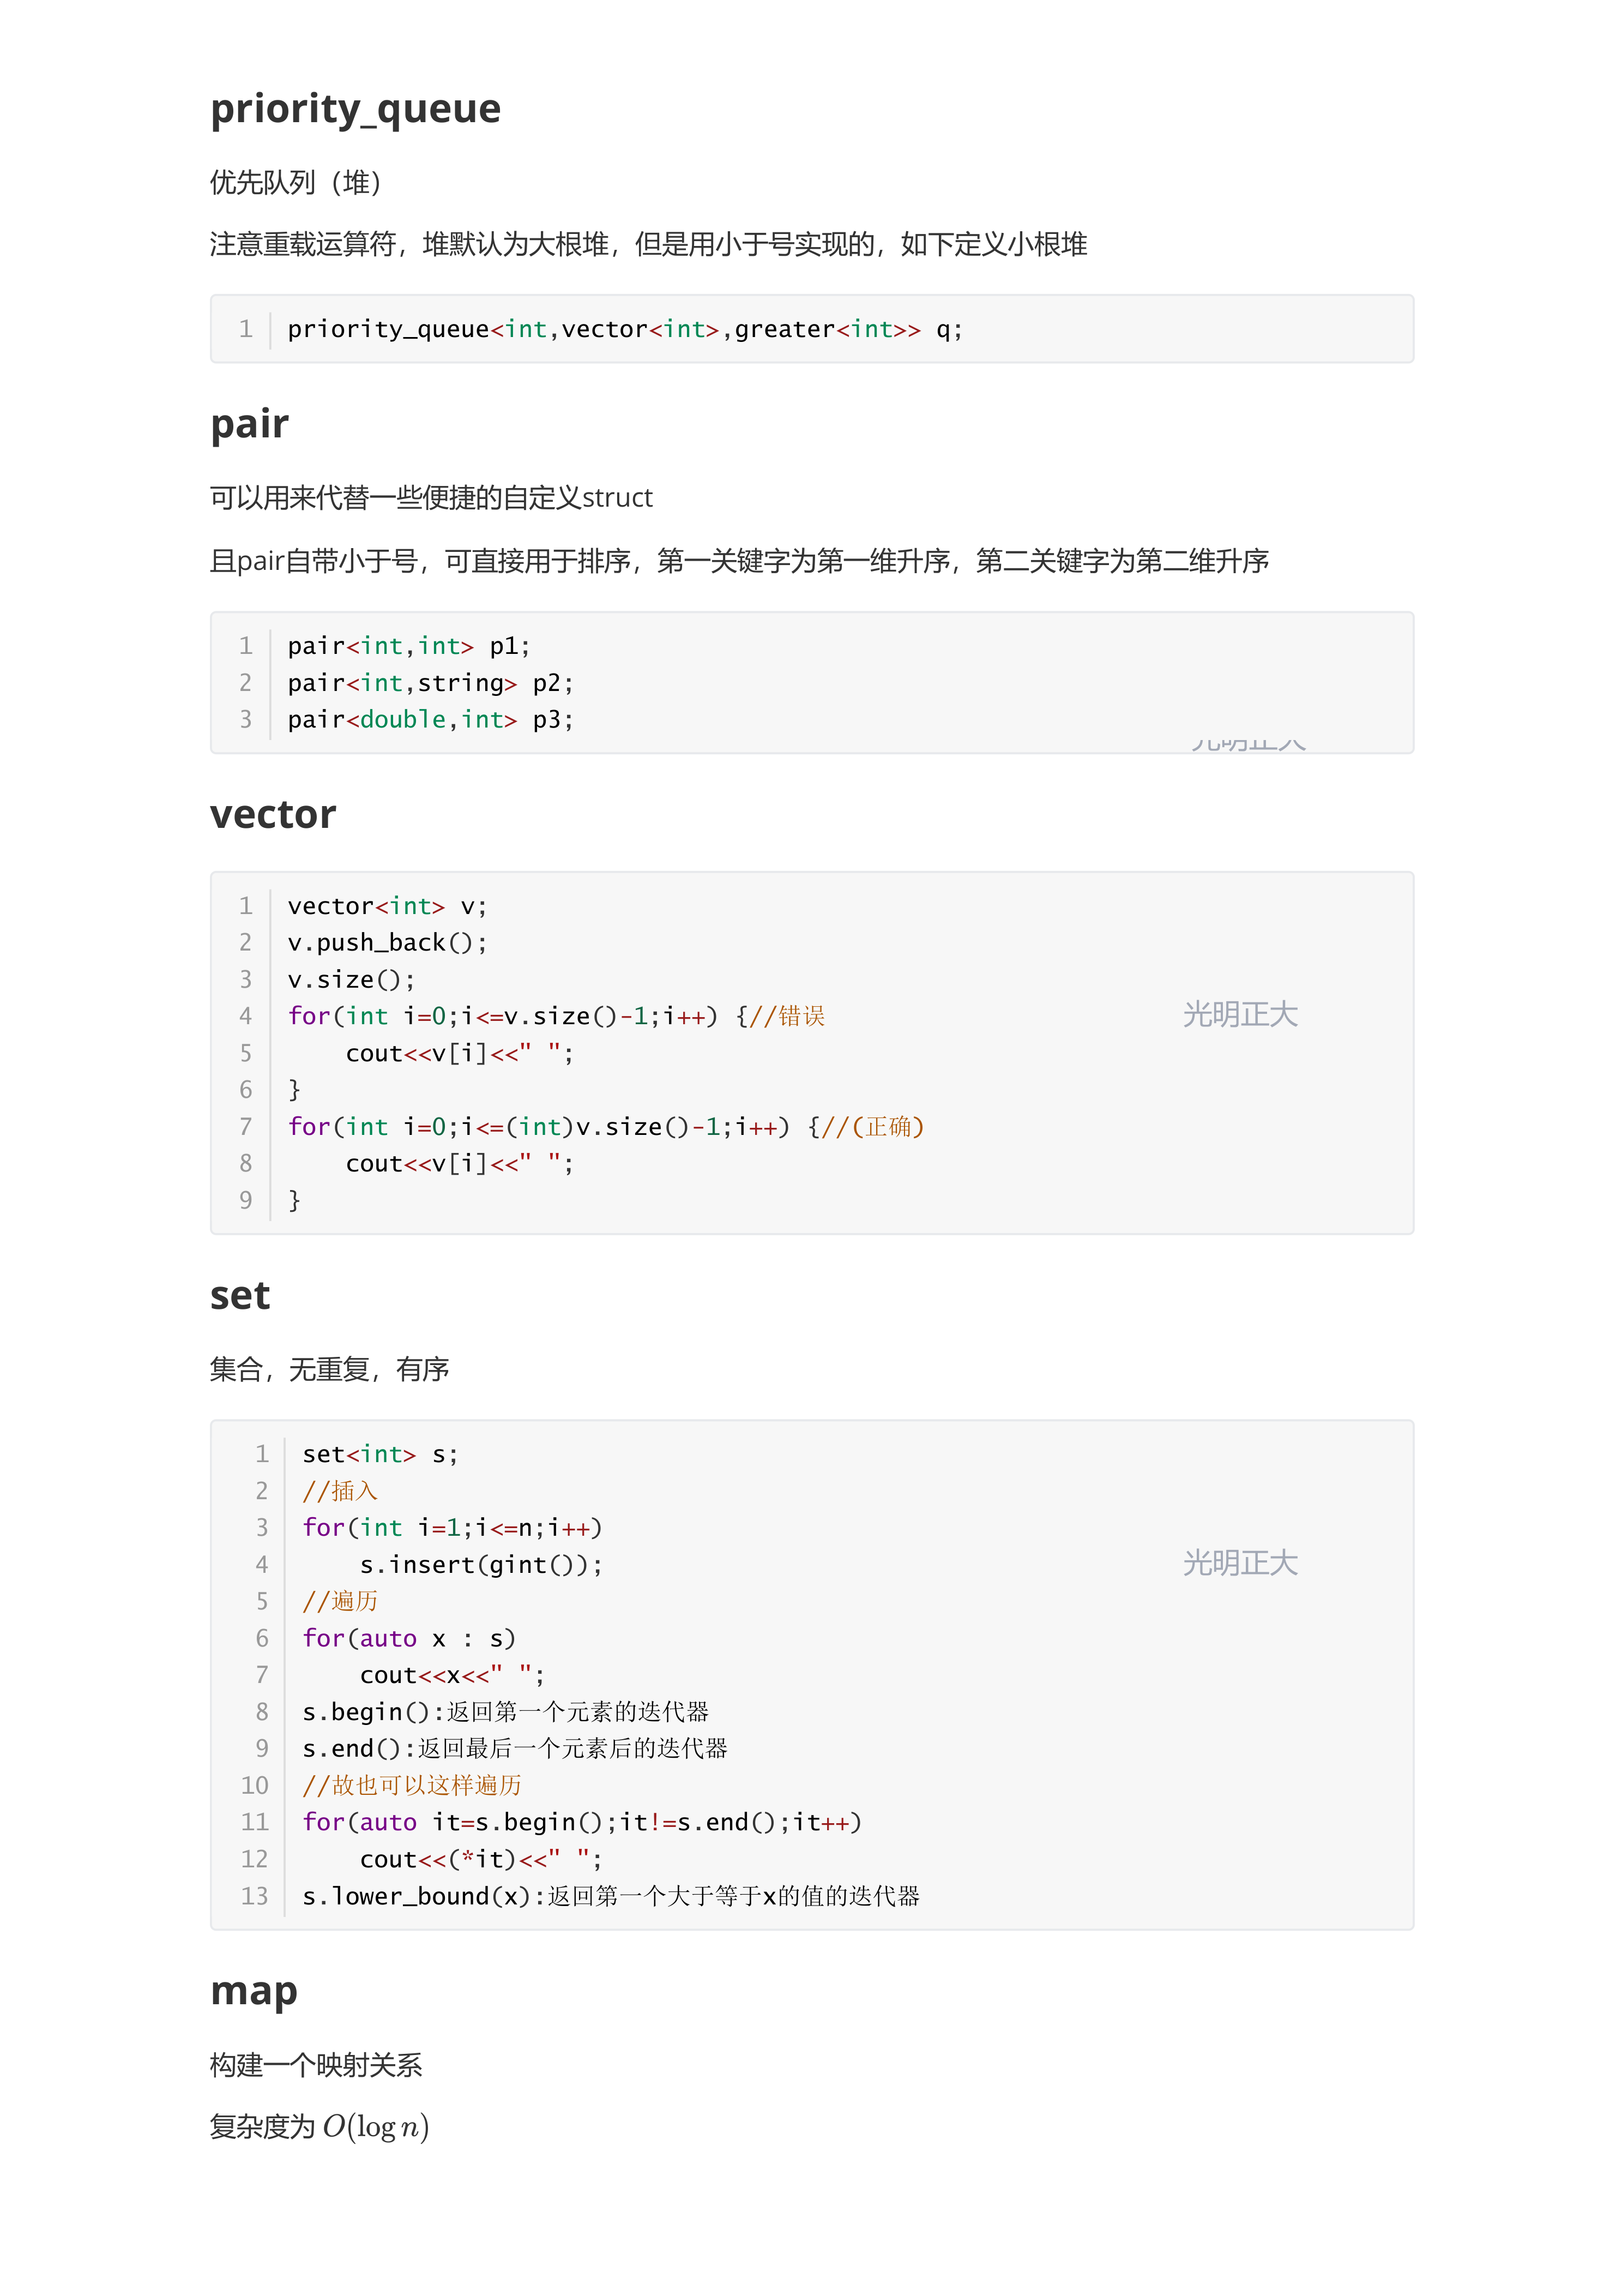 priority_queue
优先队列（堆）
注意重载运算符，堆默认为大根堆，但是用小于号实现的，如下定义小根堆
1 priority_queue<int,vector<int>,greater<int>> q;
pair
可以用来代替一些便捷的自定义struct
且pair自带小于号，可直接用于排序，第一关键字为第一维升序，第二关键字为第二维升序
1 pair<int,int> p1;
2 pair<int,string> p2;
3 pair<double,int> p3;
光明正大
vector
1 vector<int> v;
2 v.push_back();
3 v.size();
4 for(int i=0;i<=v.size()-1;i++) {//错误
光明正大
5     cout<<v[i]<<" ";
6 }
7 for(int i=0;i<=(int)v.size()-1;i++) {//(正确)
8     cout<<v[i]<<" ";
9 }
set
集合，无重复，有序
1 set<int> s;
2 //插入
3 for(int i=1;i<=n;i++)
4     s.insert(gint());
光明正大
5 //遍历
6 for(auto x : s)
7     cout<<x<<" ";
8 s.begin():返回第一个元素的迭代器
9 s.end():返回最后一个元素后的迭代器
10 //故也可以这样遍历
11 for(auto it=s.begin();it!=s.end();it++)
12     cout<<(*it)<<" ";
13 s.lower_bound(x):返回第一个大于等于x的值的迭代器
map
构建一个映射关系
复杂度为 O(log n)